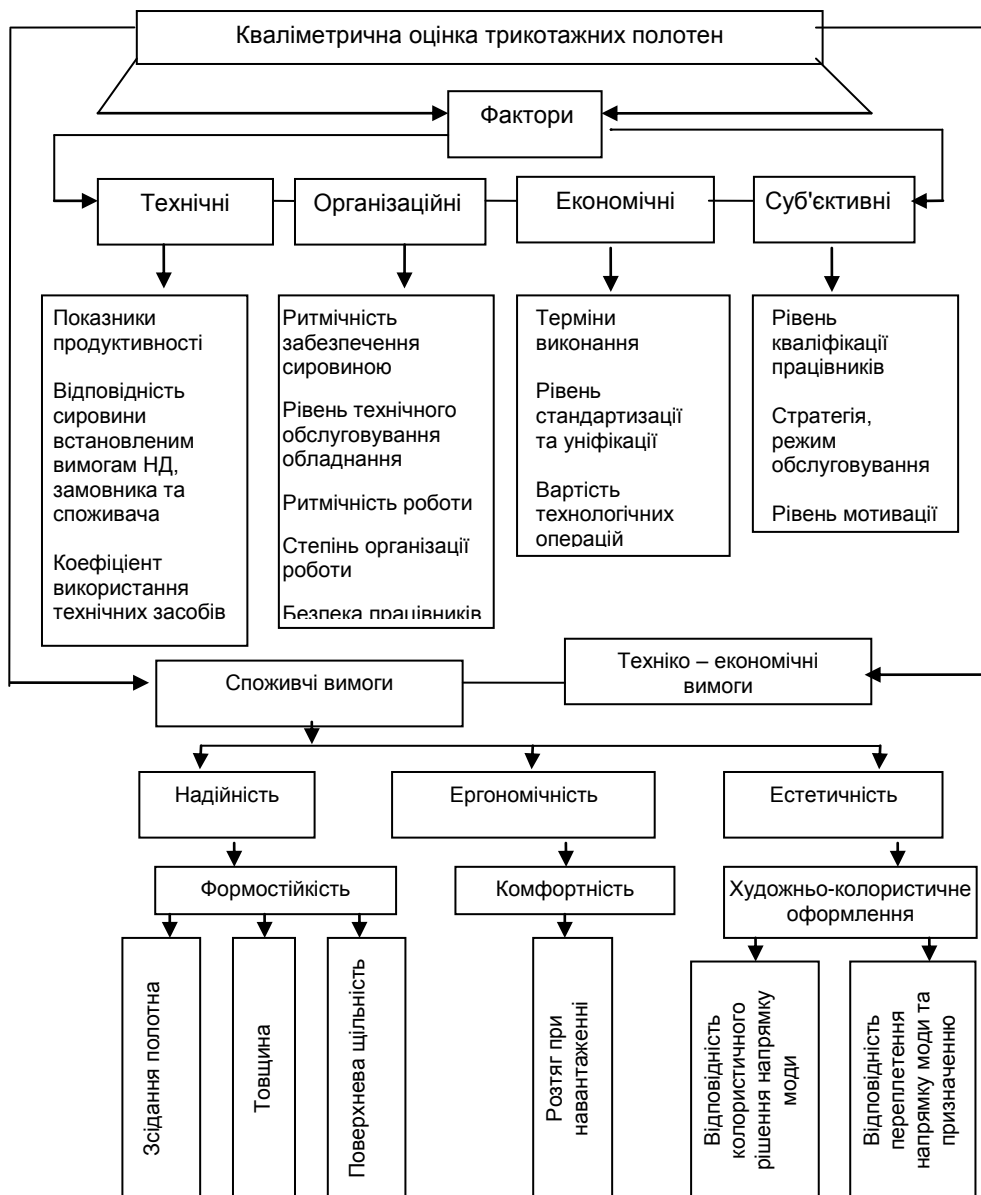 Кваліметрична оцінка трикотажних полотен
Фактори
Технічні
Організаційні
Економічні
Суб'єктивні
Показники
продуктивності
Відповідність
сировини
встановленим
вимогам НД,
замовника та
споживача
Коефіцієнт
використання
технічних засобів
Ритмічність
забезпечення
сировиною
Рівень технічного
обслуговування
обладнання
Ритмічність роботи
Степінь організації
роботи
Безпека працівників
Терміни
виконання
Рівень
стандартизації
та уніфікації
Вартість
технологічних
операцій
Рівень
кваліфікації
працівників
Стратегія,
режим
обслуговування
Рівень мотивації
Споживчі вимоги
Техніко – економічні
вимоги
Надійність
Ергономічність
Естетичність
Формостійкість
Комфортність
Художньо-колористичне
оформлення
Зсідання полотна
Товщина
Поверхнева щільність
Розтяг при
навантаженні
Відповідність
колористичного
рішення напрямку
моди
Відповідність
переплетення
напрямку моди та
призначенню